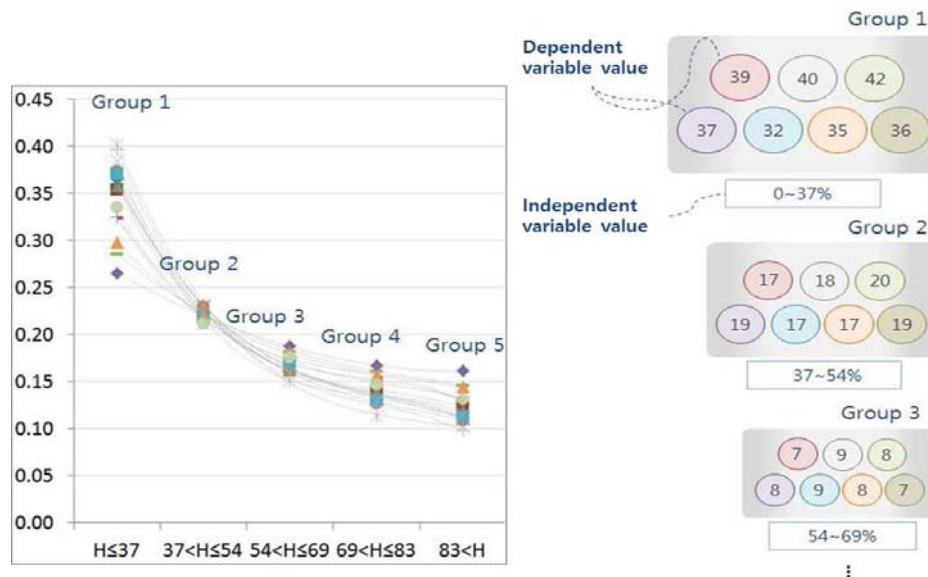 0.45
0.40
0.35
0.30
0.25
0.20
0.15
0.10
0.05
0.00
Group 1
Group 2
Group 3
Group 4
Group 5
H≤37
37<H≤54
54<H≤69
69<H≤83
83<H
Dependent
variable value
Independent
variable value
Group 1
39
40
42
37
32
35
36
0~37%
Group 2
17
18
20
19
17
17
19
37~54%
Group 3
7
9
8
8
9
8
7
54~69%
⋮